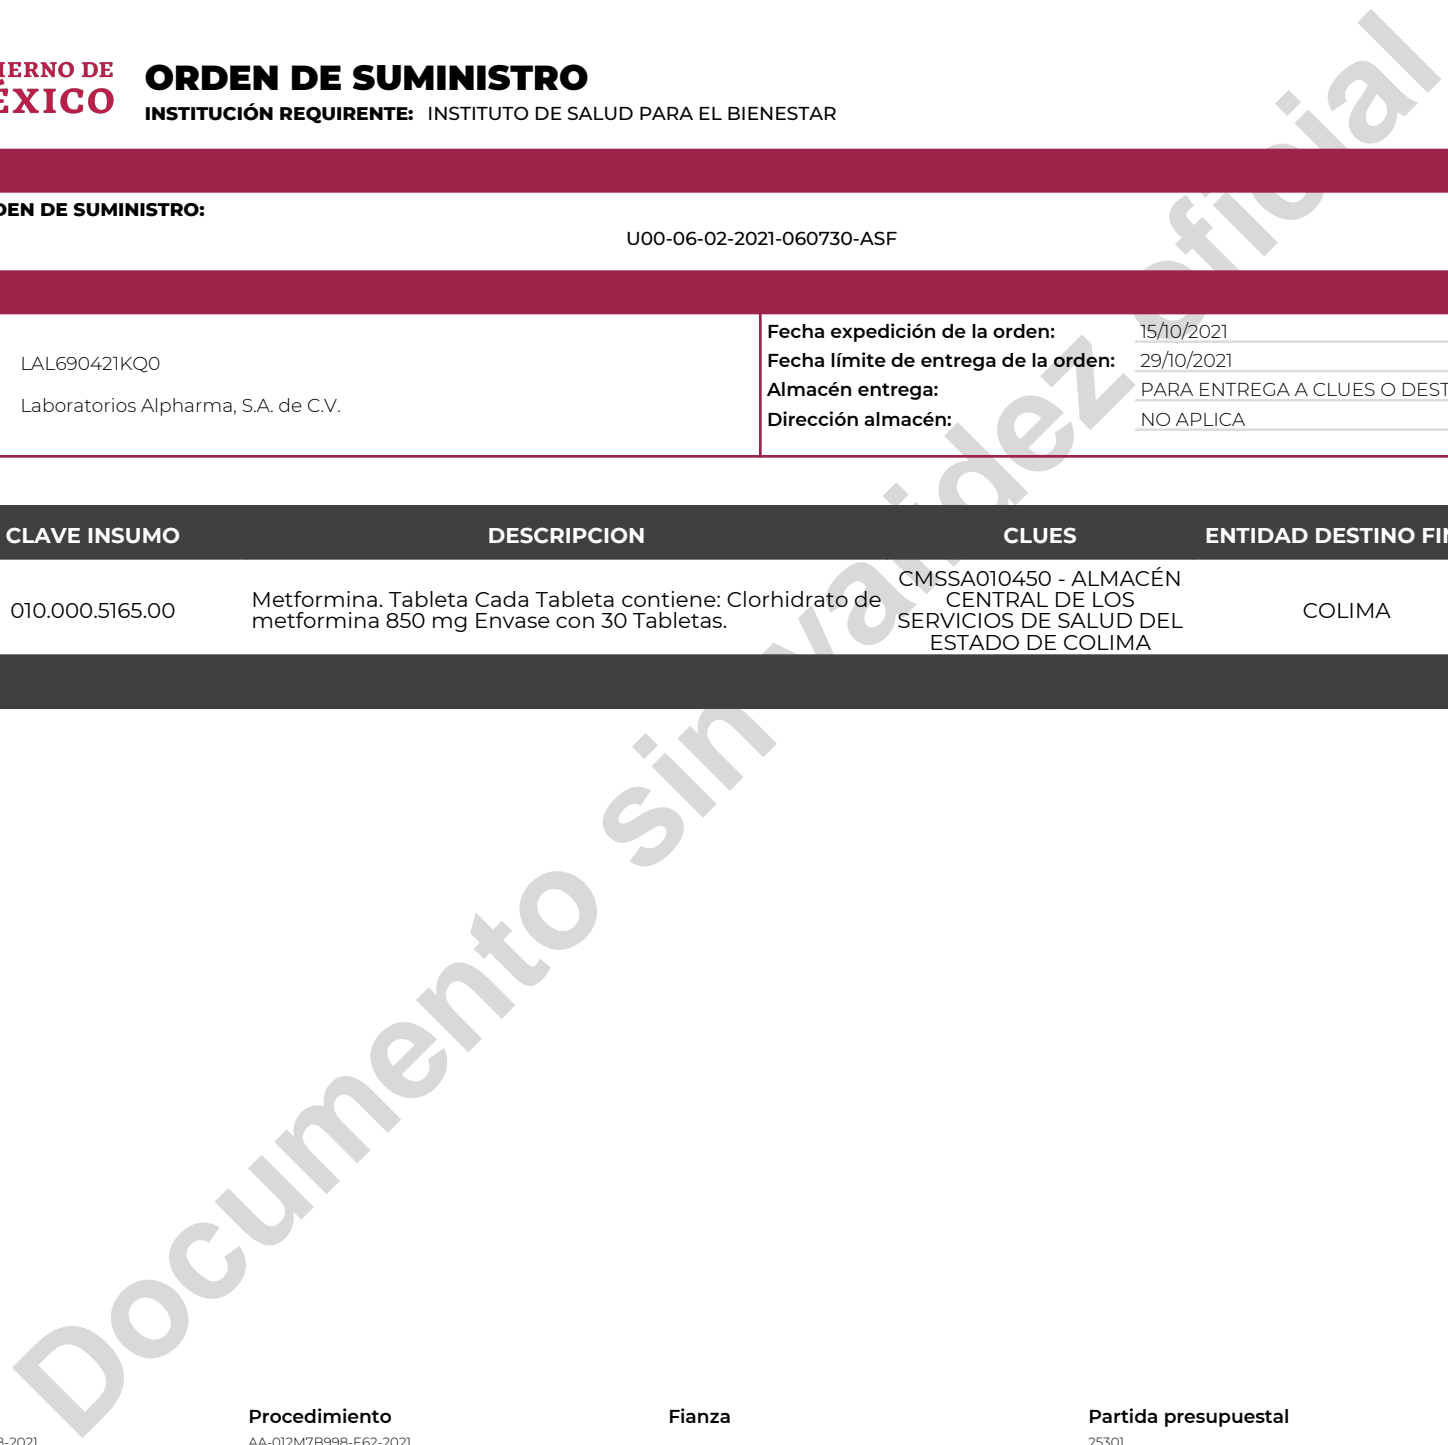 IERNO DE
ÉXICO
ORDEN DE SUMINISTRO
INSTITUCIÓN REQUIRENTE: INSTITUTO DE SALUD PARA EL BIENESTAR
DEN DE SUMINISTRO:
U00-06-02-2021-060730-ASF
LAL690421KQ0
Laboratorios Alpharma, S.A. de C.V.
Fecha expedición de la orden: 15/10/2021
Fecha límite de entrega de la orden: 29/10/2021
Almacén entrega: PARA ENTREGA A CLUES O DEST
Dirección almacén: NO APLICA
CLAVE INSUMO DESCRIPCION CLUES ENTIDAD DESTINO FIN
010.000.5165.00
Metformina. Tableta Cada Tableta contiene: Clorhidrato de
metformina 850 mg Envase con 30 Tabletas.
CMSSA010450 - ALMACÉN
CENTRAL DE LOS
SERVICIOS DE SALUD DEL
ESTADO DE COLIMA
COLIMA
Documento sin validez oficial
Procedimiento Fianza Partida presupuestal
8-2021 AA-012M7B998-E62-2021 25301